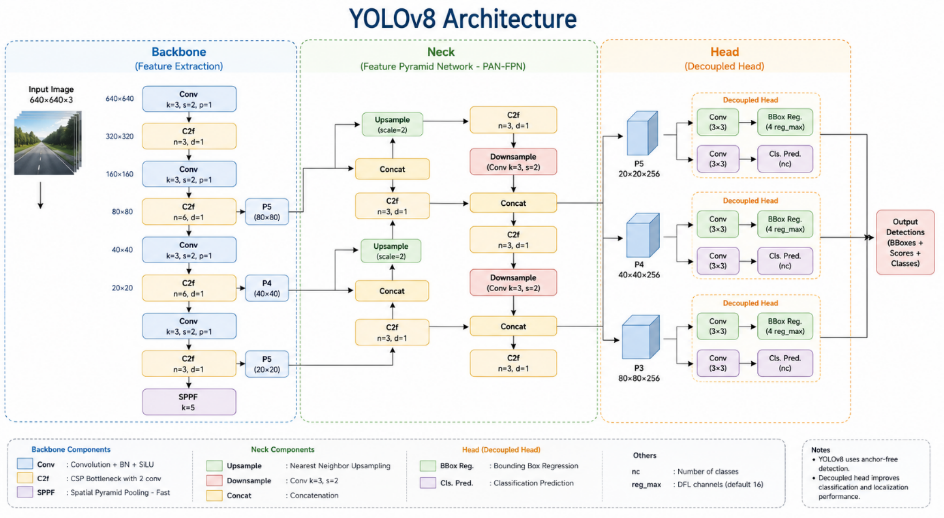 YOLOv8 Architecture
Backbone
(Feature Extraction)
Input Image
640×640×3
640×640
Conv
k=3, s=2, p=1
320×320
C2f
n=3, d=1
160×160
Conv
k=3, s=2, p=1
80×80
C2f
n=6, d=1
P5
(80×80)
40×40
Conv
k=3, s=2, p=1
20×20
C2f
n=6, d=1
P4
(40×40)
Conv
k=3, s=2, p=1
C2f
n=3, d=1
P5
(20×20)
SPPF
k=5
Neck
(Feature Pyramid Network - PAN-FPN)
Upsample
(scale=2)
Concat
C2f
n=3, d=1
Upsample
(scale=2)
Concat
C2f
n=3, d=1
C2f
n=3, d=1
Downsample
(Conv k=3, s=2)
Concat
C2f
n=3, d=1
Downsample
(Conv k=3, s=2)
Concat
C2f
n=3, d=1
Head
(Decoupled Head)
P5
20×20×256
Decoupled Head
Conv
(3×3)
BBox Reg.
(4 reg_max)
Conv
(3×3)
Cls. Pred.
(nc)
P4
40×40×256
Decoupled Head
Conv
(3×3)
BBox Reg.
(4 reg_max)
Conv
(3×3)
Cls. Pred.
(nc)
P3
80×80×256
Decoupled Head
Conv
(3×3)
BBox Reg.
(4 reg_max)
Conv
(3×3)
Cls. Pred.
(nc)
Output
Detections
(BBoxes +
Scores +
Classes)
Backbone Components
Conv : Convolution + BN + SiLU
C2f : CSP Bottleneck with 2 conv
SPPF : Spatial Pyramid Pooling - Fast
Neck Components
Upsample : Nearest Neighbor Upsampling
Downsample : Conv k=3, s=2
Concat : Concatenation
Head (Decoupled Head)
BBox Reg. : Bounding Box Regression
Cls. Pred. : Classification Prediction
Others
nc : Number of classes
reg_max : DFL channels (default 16)
Notes
• YOLOv8 uses anchor-free
detection.
• Decoupled head improves
classification and localization
performance.